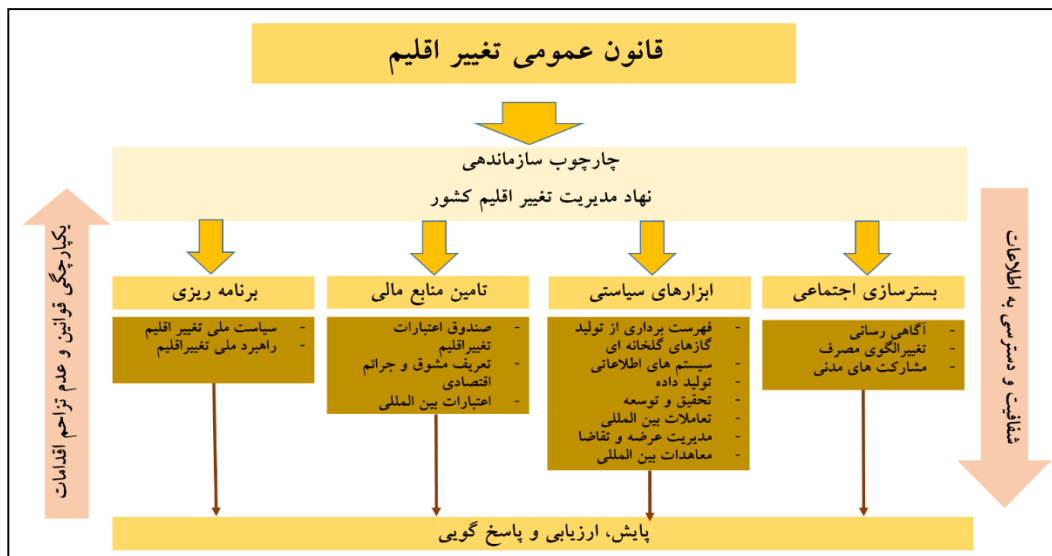 قانون عمومی تغییر اقلیم
چارچوب سازماندهی
نهاد مدیریت تغییر اقلیم کشور
شفافیت و دسترسی به اطلاعات
بسترسازی اجتماعی
- آگاهی رسانی
- تغییرالگوی مصرف
- مشارکت های مدنی
ابزارهای سیاستی
- فهرست برداری از تولید
گازهای گلخانه ای
- سیستم های اطلاعاتی
- تولید داده
- تحقیق و توسعه
- تعاملات بین المللی
- مدیریت عرضه و تقاضا
- معاهدات بین المللی
تامین منابع مالی
- صندوق اعتبارات
تغییراقلیم
- تعریف مشوق و جرائم
اقتصادی
- اعتبارات بین المللی
برنامه ریزی
- سیاست ملی تغییر اقلیم
- راهبرد ملی تغییراقلیم
یکپارچگی قوانین و عدم تزاحم اقدامات
پایش، ارزیابی و پاسخ گویی